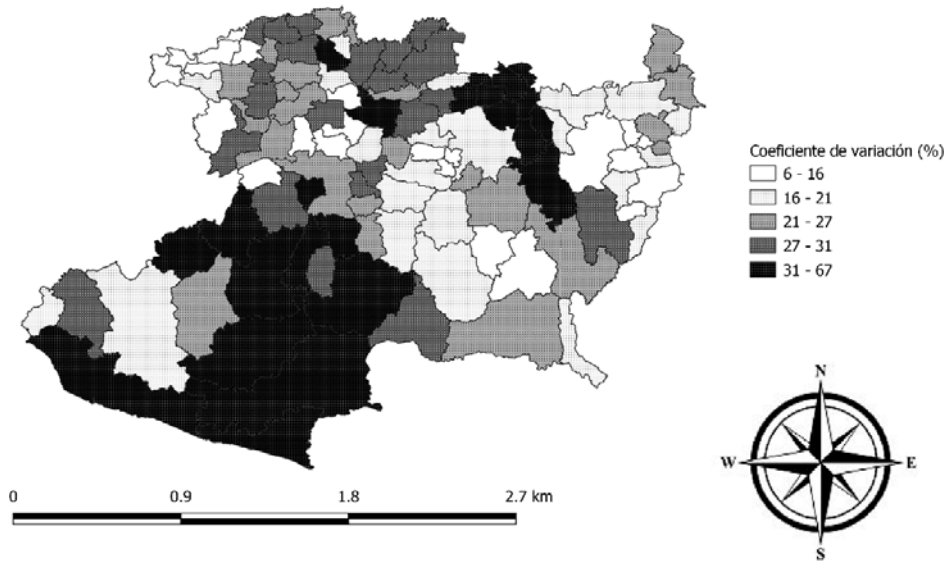 Coeficiente de variación (%)
6 - 16
16 - 21
21 - 27
27 - 31
31 - 67
N
W E
S
0 0.9 1.8 2.7 km